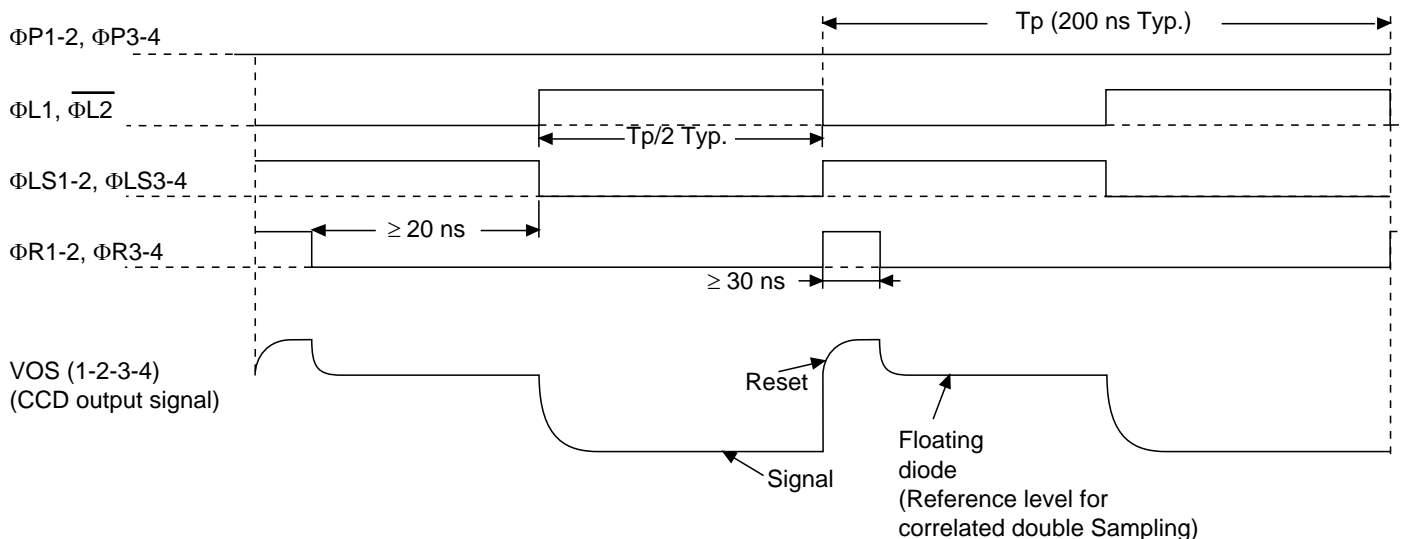 Tp (200 ns Typ.)
ΦP1-2, ΦP3-4
ΦL1, Φ̅L̅2̅
Tp/2 Typ.
ΦLS1-2, ΦLS3-4
≥ 20 ns
ΦR1-2, ΦR3-4
≥ 30 ns
VOS (1-2-3-4)
(CCD output signal)
Reset
Signal
Floating
diode
(Reference level for
correlated double Sampling)